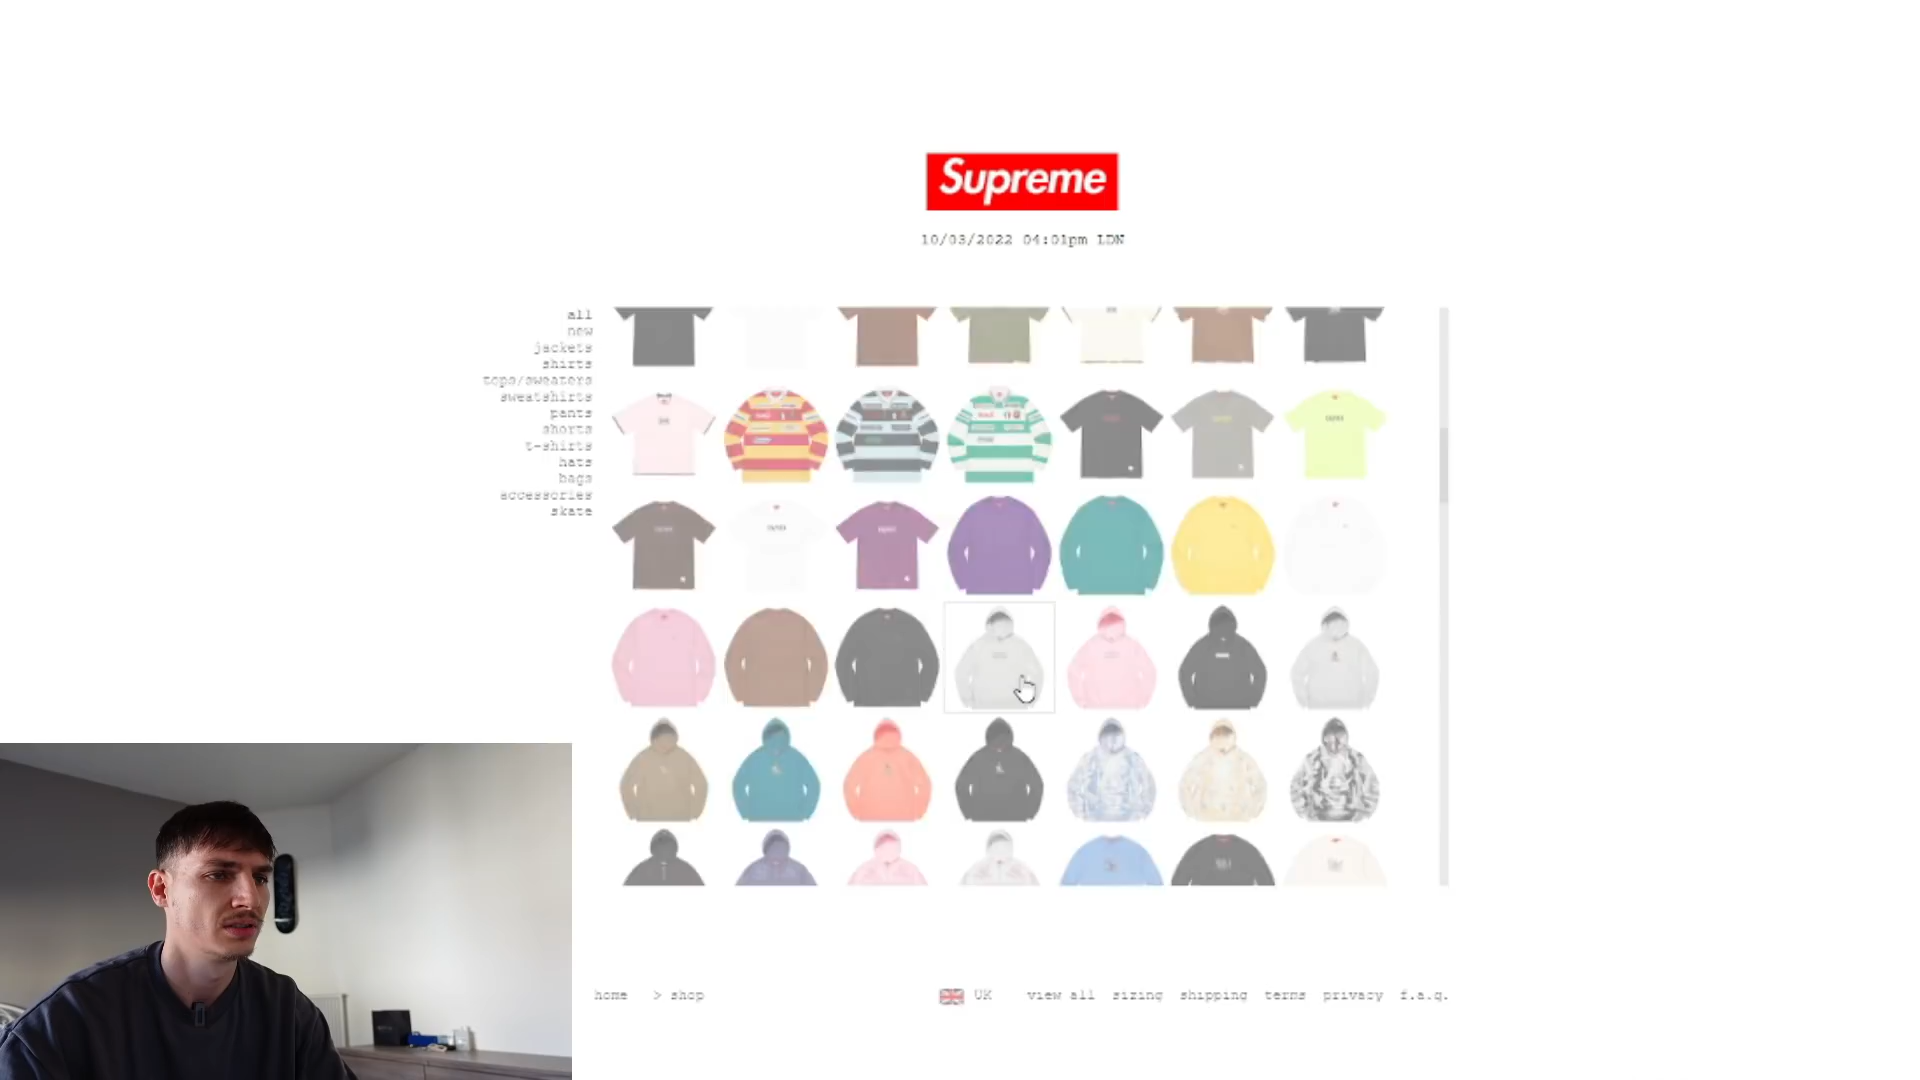 Supreme
10/03/2022 04:01pm LDN
all
new
jackets
shirts
tops/sweaters
sweatshirts
pants
shorts
t-shirts
hats
bags
accessories
skate
home > shop
UK view all sizing shipping terms privacy f.a.q.